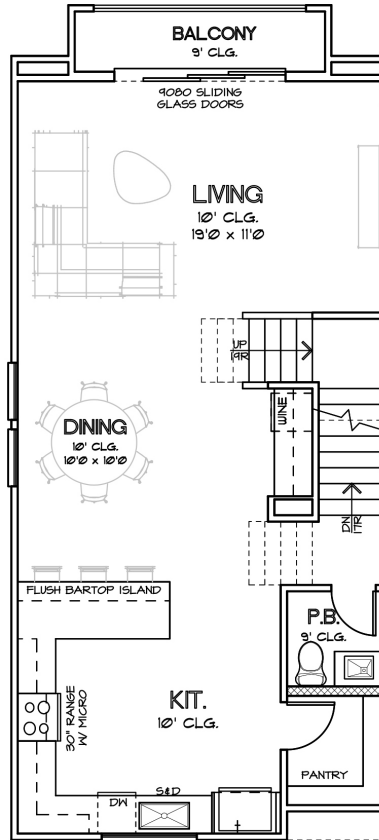 BALCONY
9' CLG.
9080 SLIDING
GLASS DOORS
LIVING
10' CLG.
19'0 x 11'0
UP
19R
WINE
DINING
10' CLG.
10'0 x 10'0
DN
17R
FLUSH BARTOP ISLAND
P.B.
9' CLG.
KIT.
10' CLG.
30" RANGE
W/ MICRO
PANTRY
S&D
DW